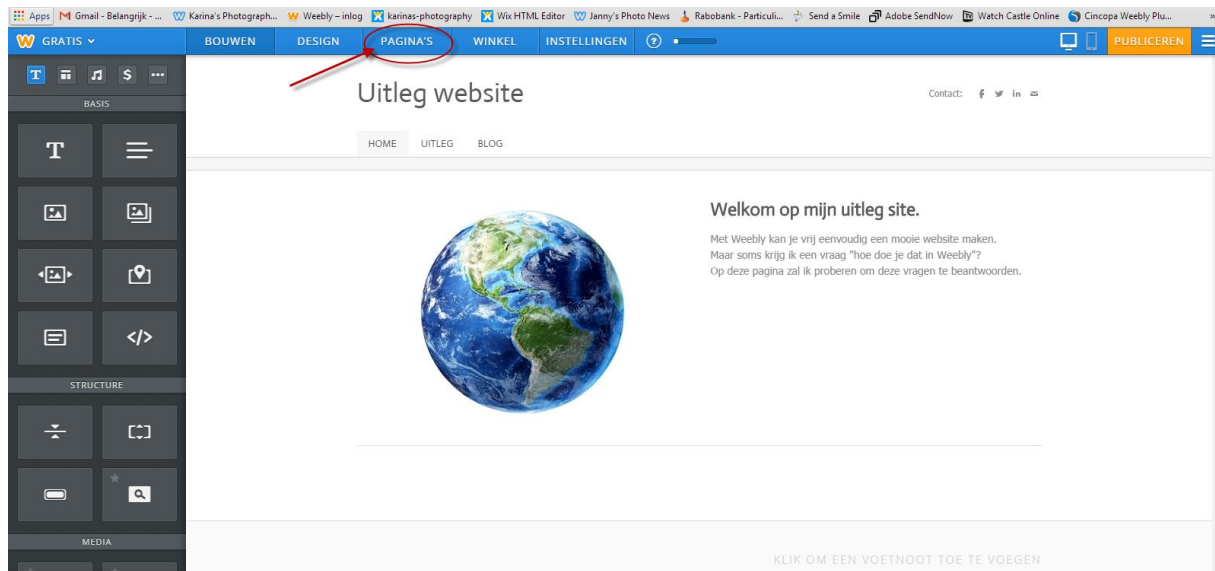 Apps Gmail - Belangrijk - ... Karina's Photograph... Weebly – inlog karinas-photography Wix HTML Editor Janny's Photo News Rabobank - Particuli... Send a Smile Adobe SendNow Watch Castle Online Cincopa Weebly Plu... »
GRATIS BOUWEN DESIGN PAGINA'S WINKEL INSTELLINGEN ? PUBLICEREN
T $ ...
BASIS
Uitleg website
Contact: f in
T
HOME UITLEG BLOG
Welkom op mijn uitleg site.
Met Weebly kan je vrij eenvoudig een mooie website maken.
Maar soms krijg ik een vraag "hoe doe je dat in Weebly"?
Op deze pagina zal ik proberen om deze vragen te beantwoorden.
</>
STRUCTURE
MEDIA
KLIK OM EEN VOETNOOT TOE TE VOEGEN